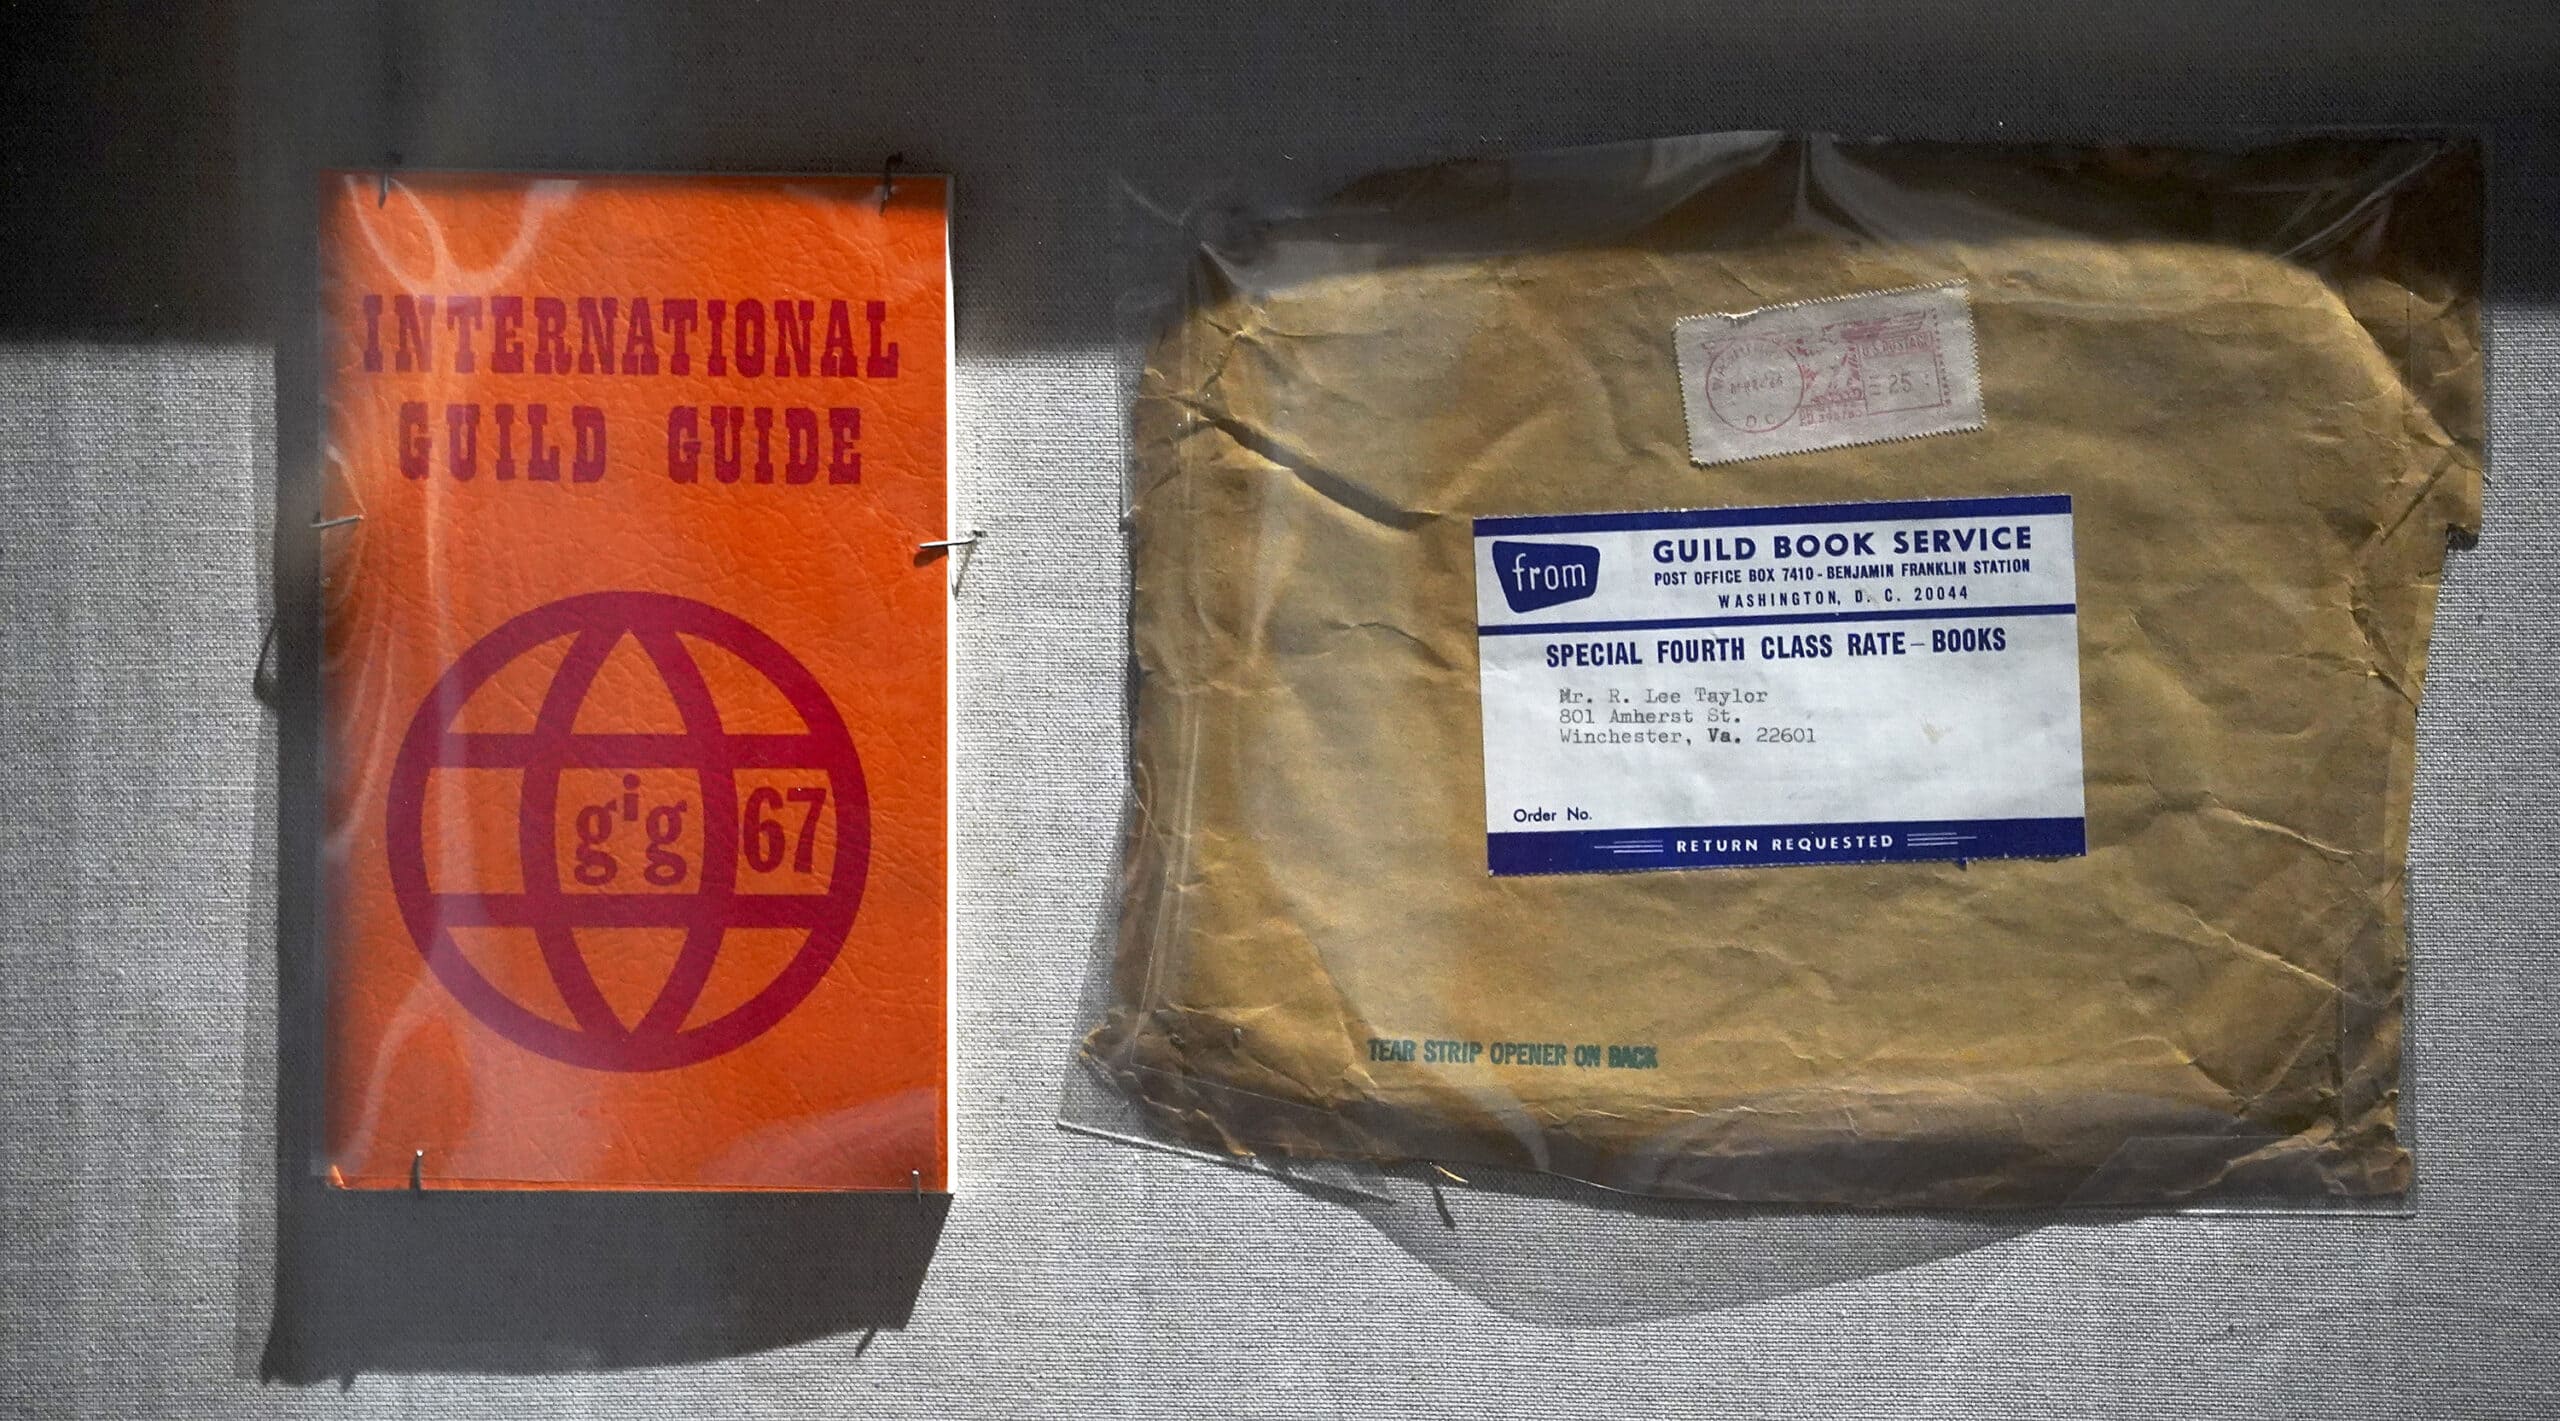 INTERNATIONAL
GUILD GUIDE
gig 67
U.S. POSTAGE
25
D.C.
from
GUILD BOOK SERVICE
POST OFFICE BOX 7410 - BENJAMIN FRANKLIN STATION
WASHINGTON, D. C. 20044
SPECIAL FOURTH CLASS RATE - BOOKS
Mr. R. Lee Taylor
801 Amherst St.
Winchester, Va. 22601
Order No.
RETURN REQUESTED
TEAR STRIP OPENER ON BACK